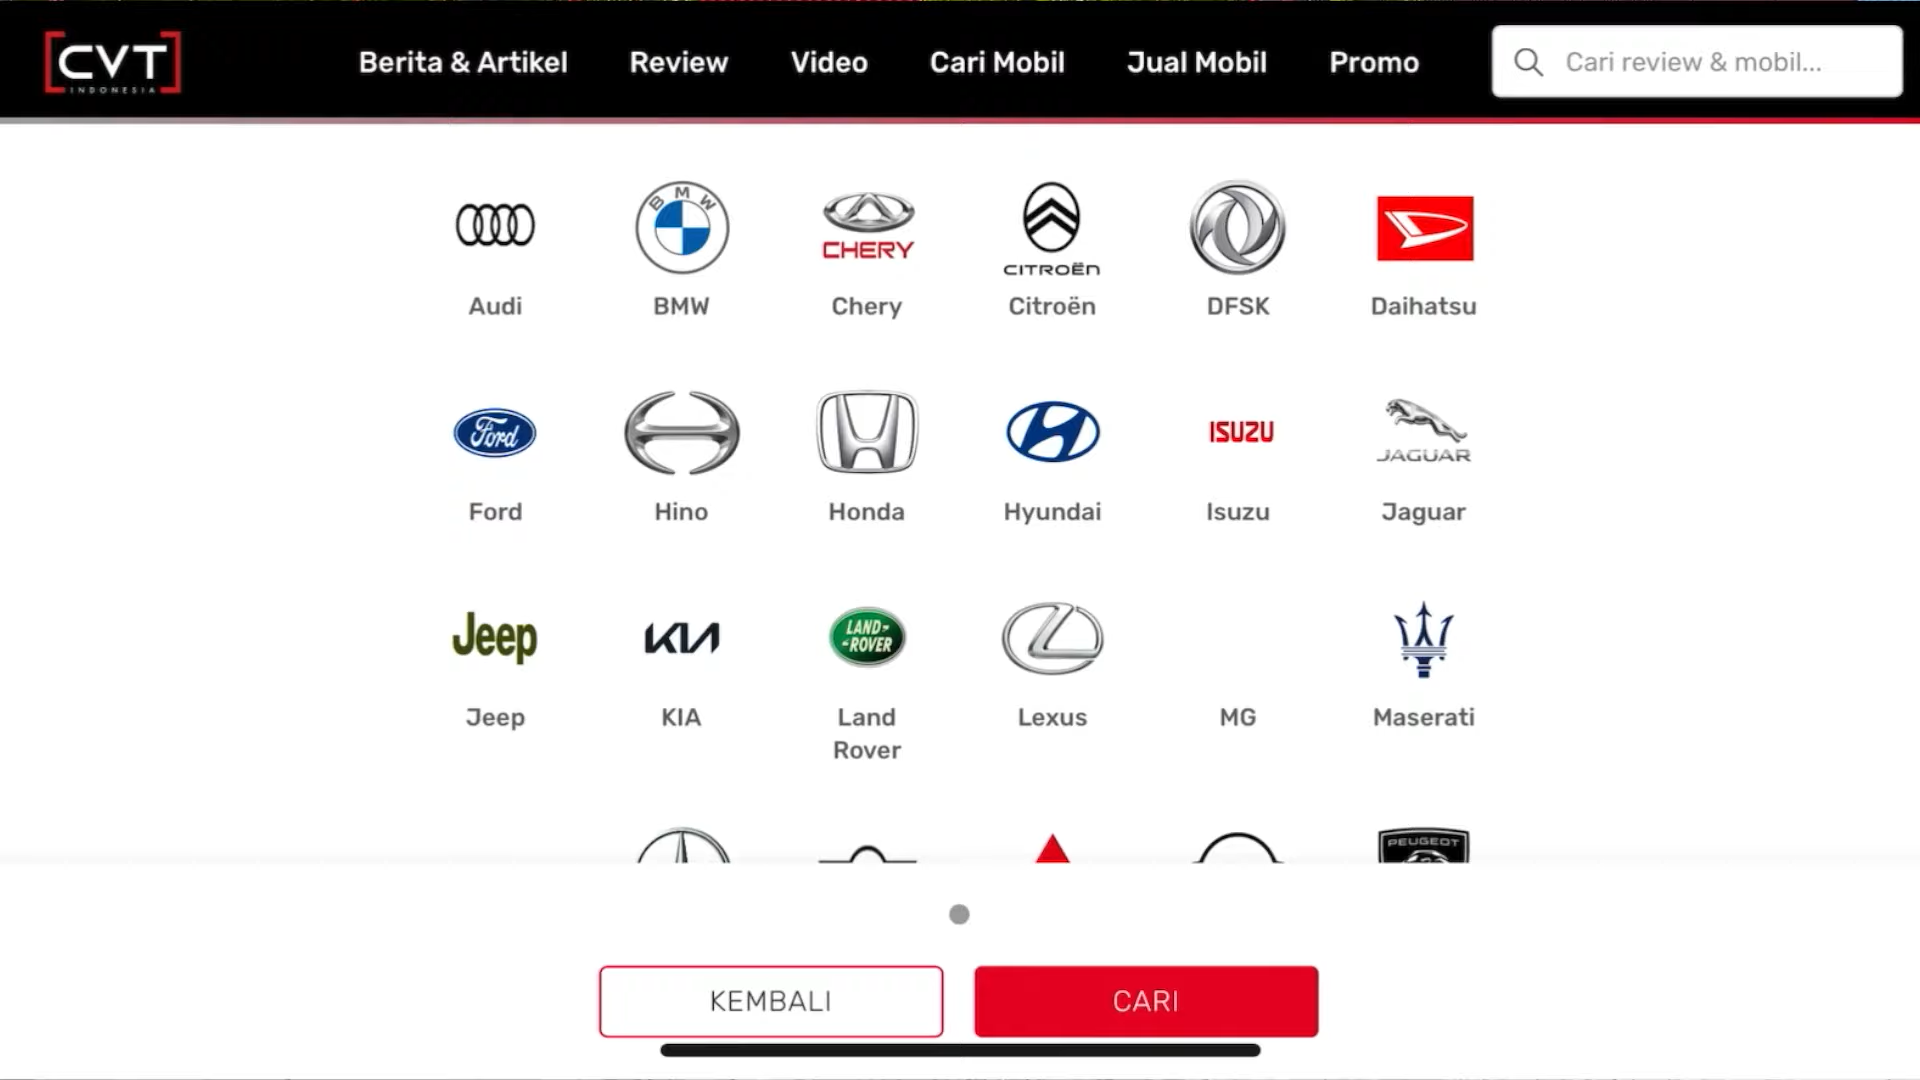 CVT
INDONESIA
Berita & Artikel
Review
Video
Cari Mobil
Jual Mobil
Promo
Cari review & mobil...
BMW
CHERY
CITROËN
Audi
BMW
Chery
Citroën
DFSK
Daihatsu
Ford
ISUZU
JAGUAR
Ford
Hino
Honda
Hyundai
Isuzu
Jaguar
Jeep
KIA
LAND-
-ROVER
Jeep
KIA
Land
Rover
Lexus
MG
Maserati
PEUGEOT
KEMBALI
CARI